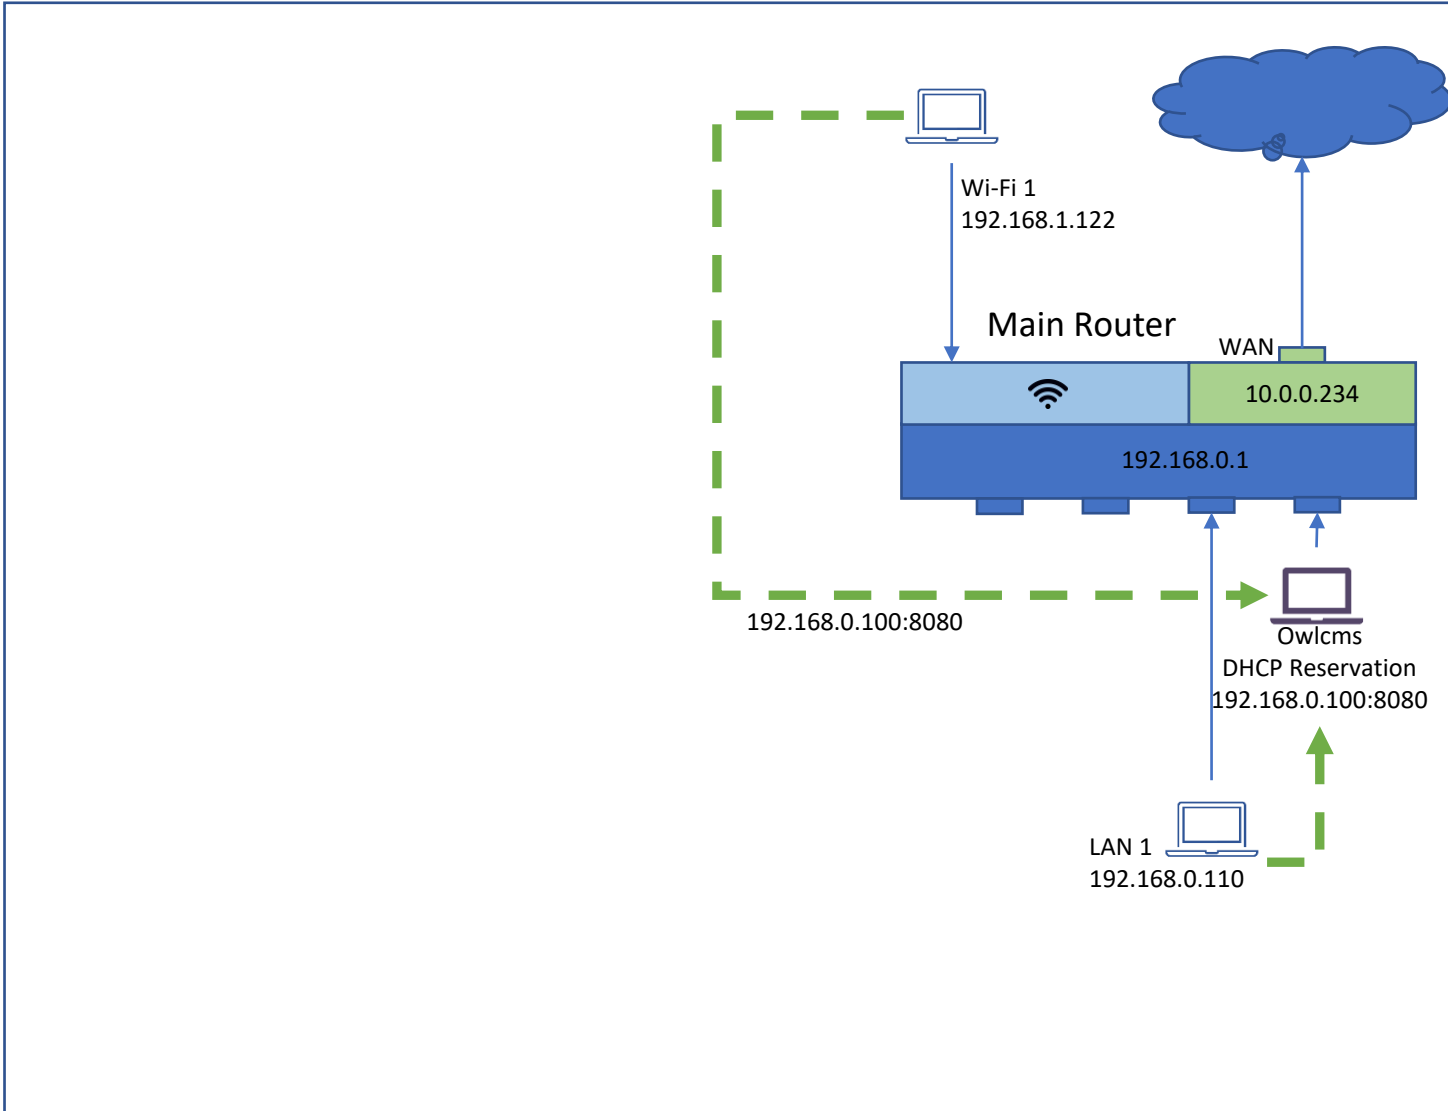 Wi-Fi 1
192.168.1.122
Main Router
WAN
10.0.0.234
192.168.0.1
192.168.0.100:8080
Owlcms
DHCP Reservation
192.168.0.100:8080
LAN 1
192.168.0.110